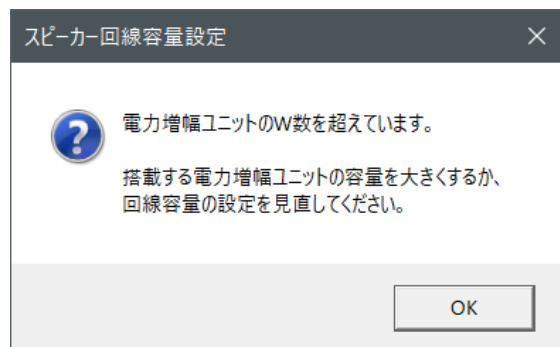 スピーカー回線容量設定
電力増幅ユニットのW数を超えています。
搭載する電力増幅ユニットの容量を大きくするか、
回線容量の設定を見直してください。
OK